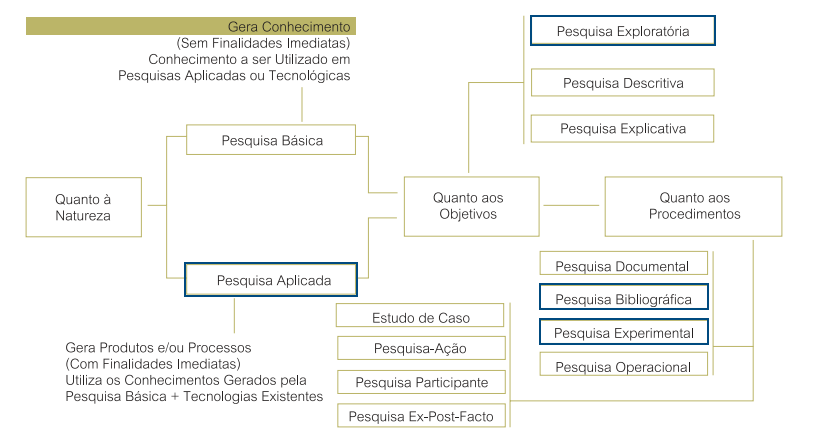 Gera Conhecimento
(Sem Finalidades Imediatas)
Conhecimento a ser Utilizado em
Pesquisas Aplicadas ou Tecnológicas
Pesquisa Básica
Quanto à
Natureza
Pesquisa Aplicada
Gera Produtos e/ou Processos
(Com Finalidades Imediatas)
Utiliza os Conhecimentos Gerados pela
Pesquisa Básica + Tecnologias Existentes
Quanto aos
Objetivos
Pesquisa Exploratória
Pesquisa Descritiva
Pesquisa Explicativa
Quanto aos
Procedimentos
Pesquisa Documental
Pesquisa Bibliográfica
Pesquisa Experimental
Pesquisa Operacional
Estudo de Caso
Pesquisa-Ação
Pesquisa Participante
Pesquisa Ex-Post-Facto